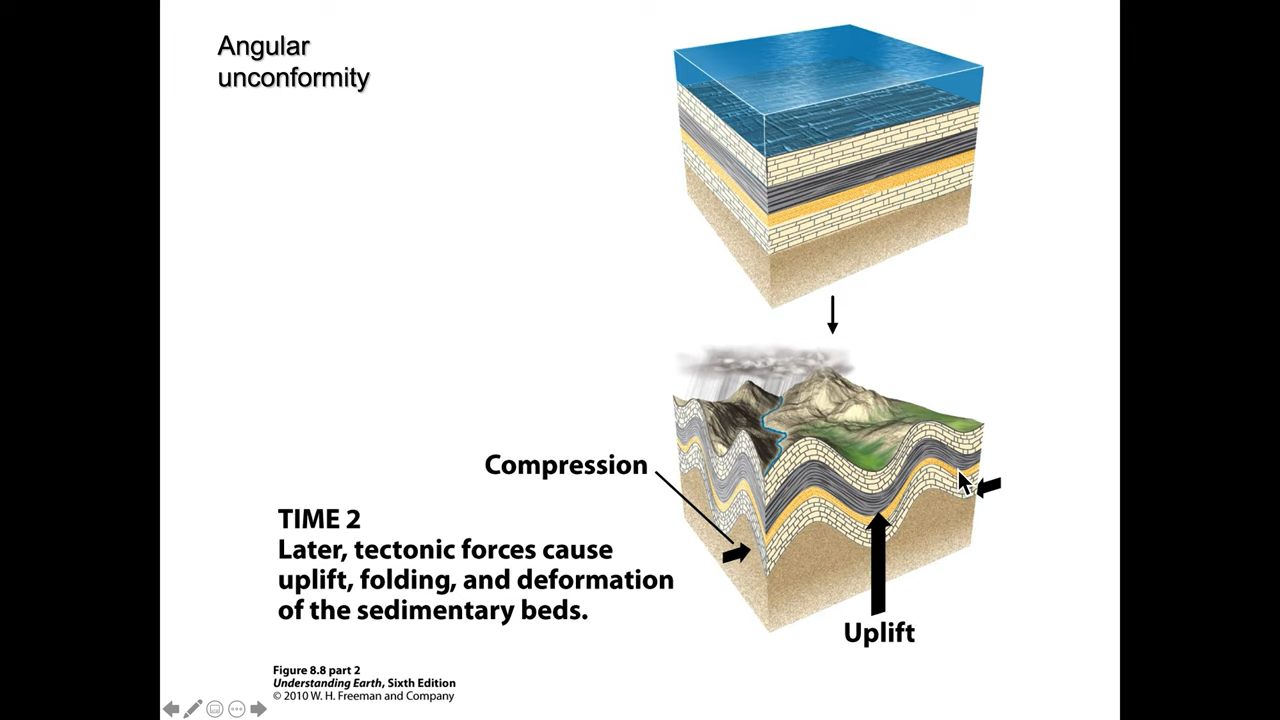 Angular
unconformity
Compression
TIME 2
Later, tectonic forces cause
uplift, folding, and deformation
of the sedimentary beds.
Uplift
Figure 8.8 part 2
Understanding Earth, Sixth Edition
© 2010 W. H. Freeman and Company